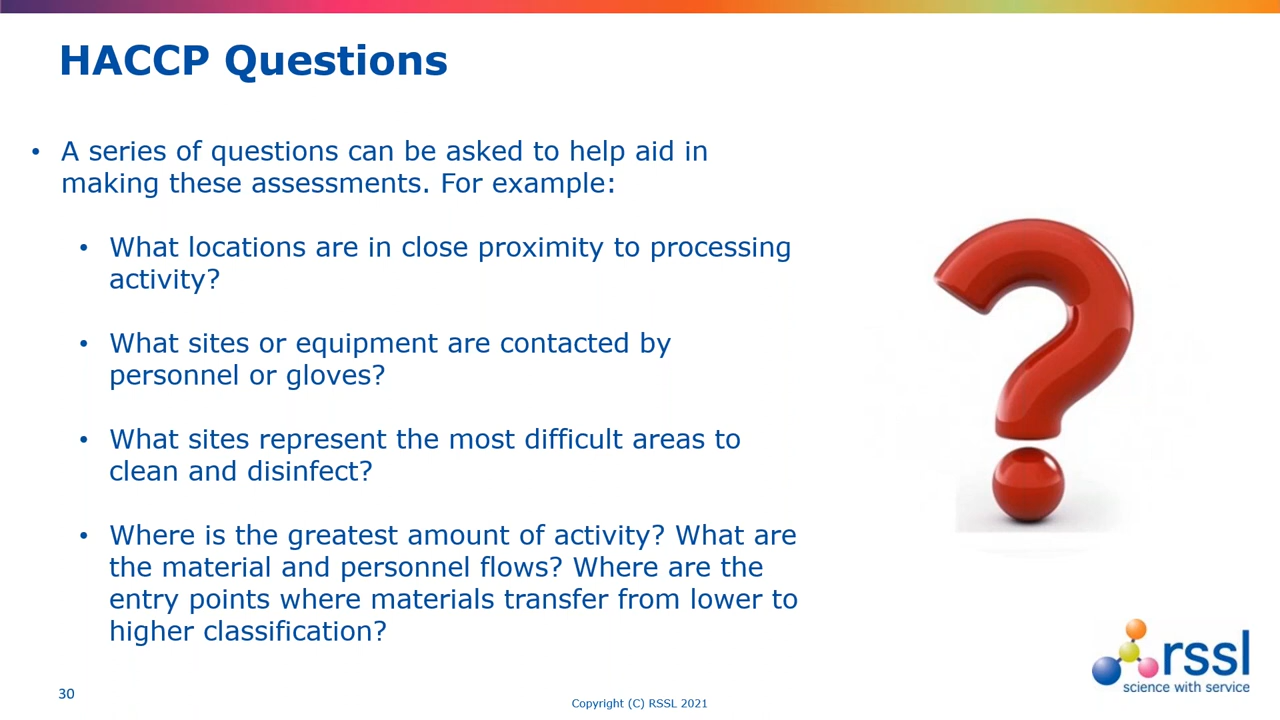 HACCP Questions
• A series of questions can be asked to help aid in
making these assessments. For example:
• What locations are in close proximity to processing
activity?
• What sites or equipment are contacted by
personnel or gloves?
• What sites represent the most difficult areas to
clean and disinfect?
• Where is the greatest amount of activity? What are
the material and personnel flows? Where are the
entry points where materials transfer from lower to
higher classification?
rssl
science with service
30
Copyright (C) RSSL 2021